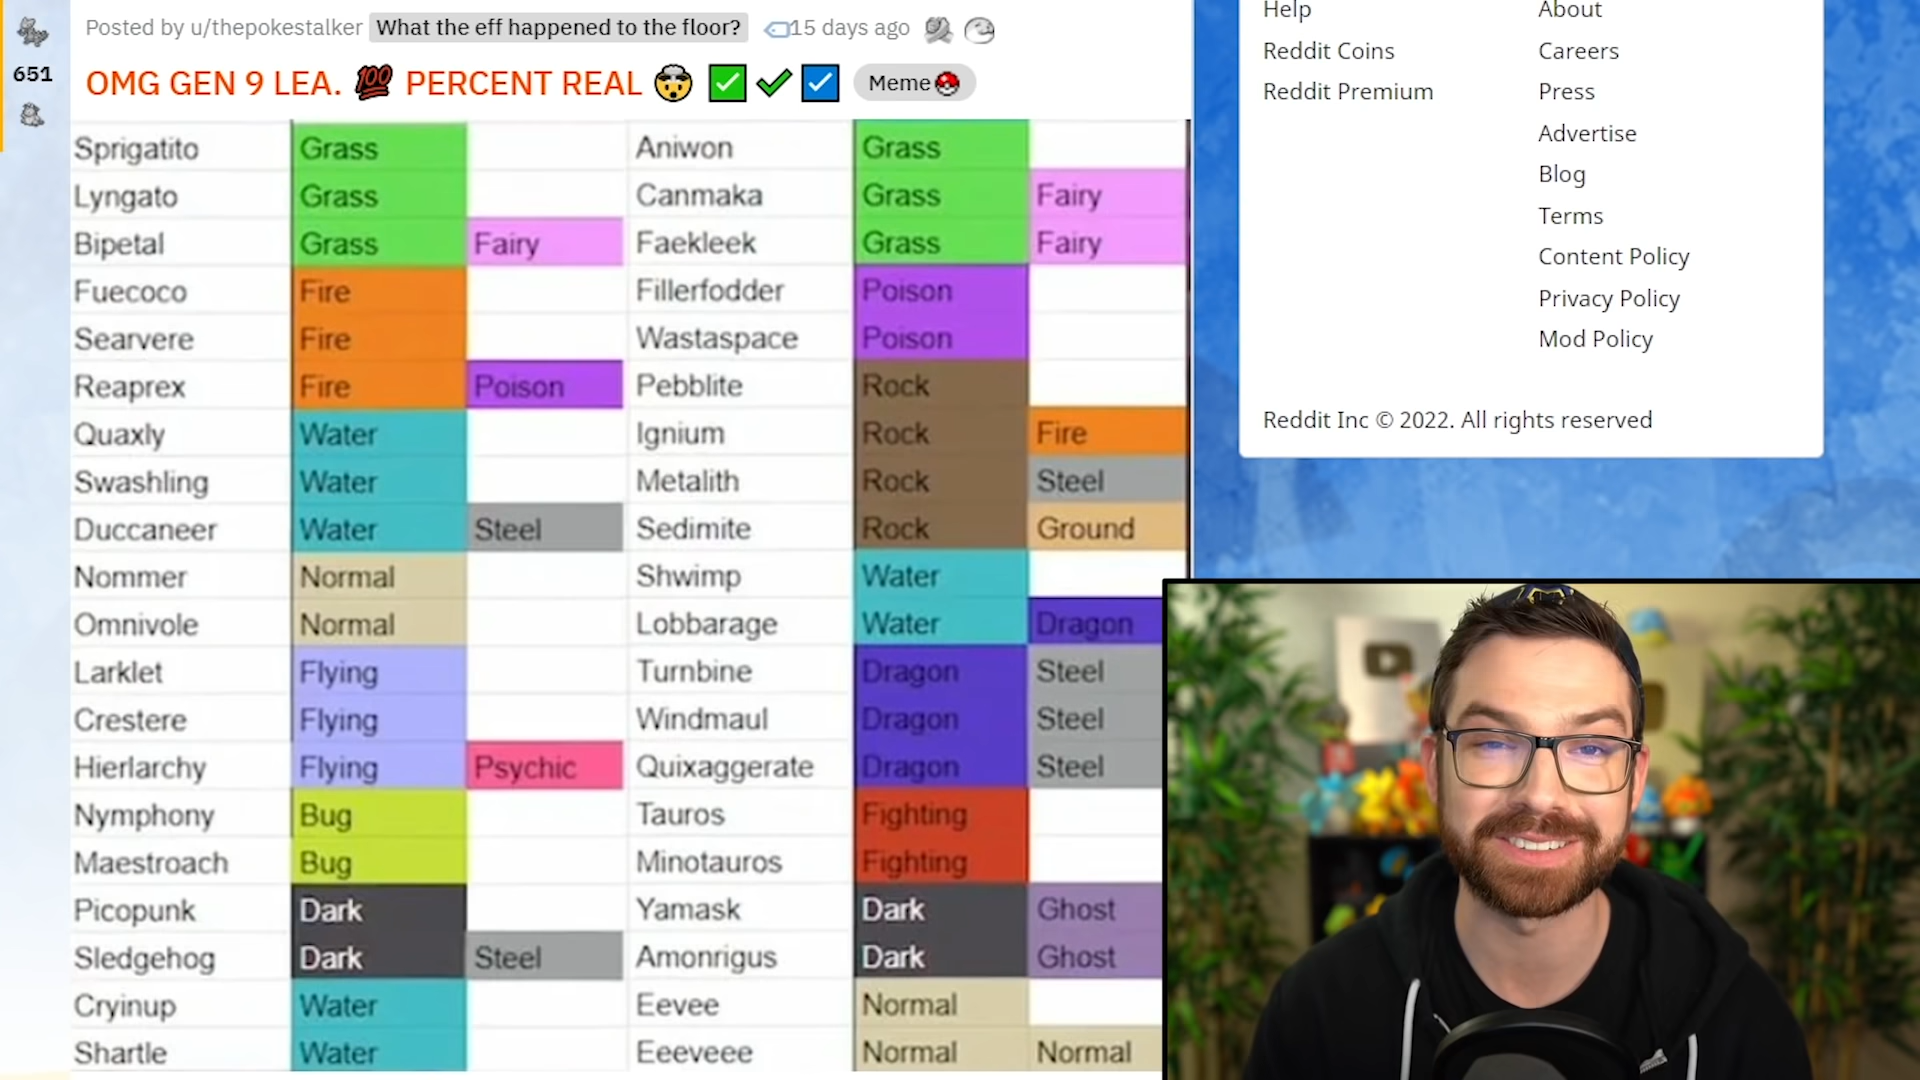 Posted by u/thepokestalker What the eff happened to the floor? 15 days ago
651
OMG GEN 9 LEA. 💯 PERCENT REAL 🤯 ✅ ✔ ☑ Meme
Sprigatito Grass Aniwon Grass
Lyngato Grass Canmaka Grass Fairy
Bipetal Grass Fairy Faekleek Grass Fairy
Fuecoco Fire Fillerfodder Poison
Searvere Fire Wastaspace Poison
Reaprex Fire Poison Pebblite Rock
Quaxly Water Ignium Rock Fire
Swashling Water Metalith Rock Steel
Duccaneer Water Steel Sedimite Rock Ground
Nommer Normal Shwimp Water
Omnivole Normal Lobbarage Water Dragon
Larklet Flying Turnbine Dragon Steel
Crestere Flying Windmaul Dragon Steel
Hierlarchy Flying Psychic Quixaggerate Dragon Steel
Nymphony Bug Tauros Fighting
Maestroach Bug Minotauros Fighting
Picopunk Dark Yamask Dark Ghost
Sledgehog Dark Steel Amonrigus Dark Ghost
Cryinup Water Eevee Normal
Shartle Water Eeeveee Normal Normal
Help
Reddit Coins
Reddit Premium
About
Careers
Press
Advertise
Blog
Terms
Content Policy
Privacy Policy
Mod Policy
Reddit Inc © 2022. All rights reserved